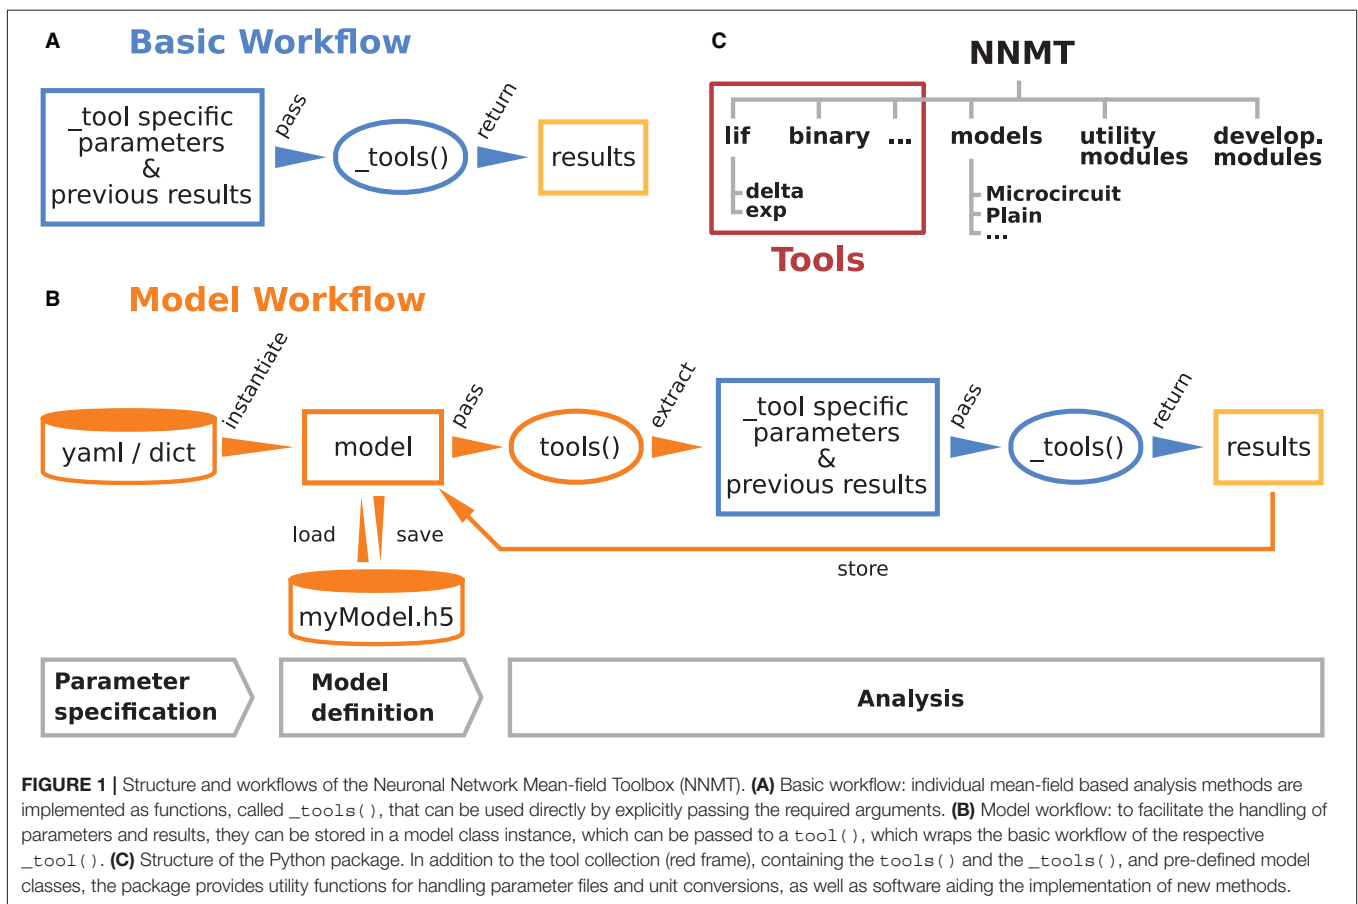 A
Basic Workflow
_tool specific
parameters
&
previous results
pass
_tools()
return
results
C
NNMT
lif
binary
...
models
utility
modules
develop.
modules
delta
exp
Microcircuit
Plain
...
Tools
B
Model Workflow
yaml / dict
instantiate
model
pass
tools()
extract
_tool specific
parameters
&
previous results
pass
_tools()
return
results
load
save
store
myModel.h5
Parameter
specification
Model
definition
Analysis
FIGURE 1 | Structure and workflows of the Neuronal Network Mean-field Toolbox (NNMT). (A) Basic workflow: individual mean-field based analysis methods are
implemented as functions, called _tools(), that can be used directly by explicitly passing the required arguments. (B) Model workflow: to facilitate the handling of
parameters and results, they can be stored in a model class instance, which can be passed to a tool(), which wraps the basic workflow of the respective
_tool(). (C) Structure of the Python package. In addition to the tool collection (red frame), containing the tools() and the _tools(), and pre-defined model
classes, the package provides utility functions for handling parameter files and unit conversions, as well as software aiding the implementation of new methods.